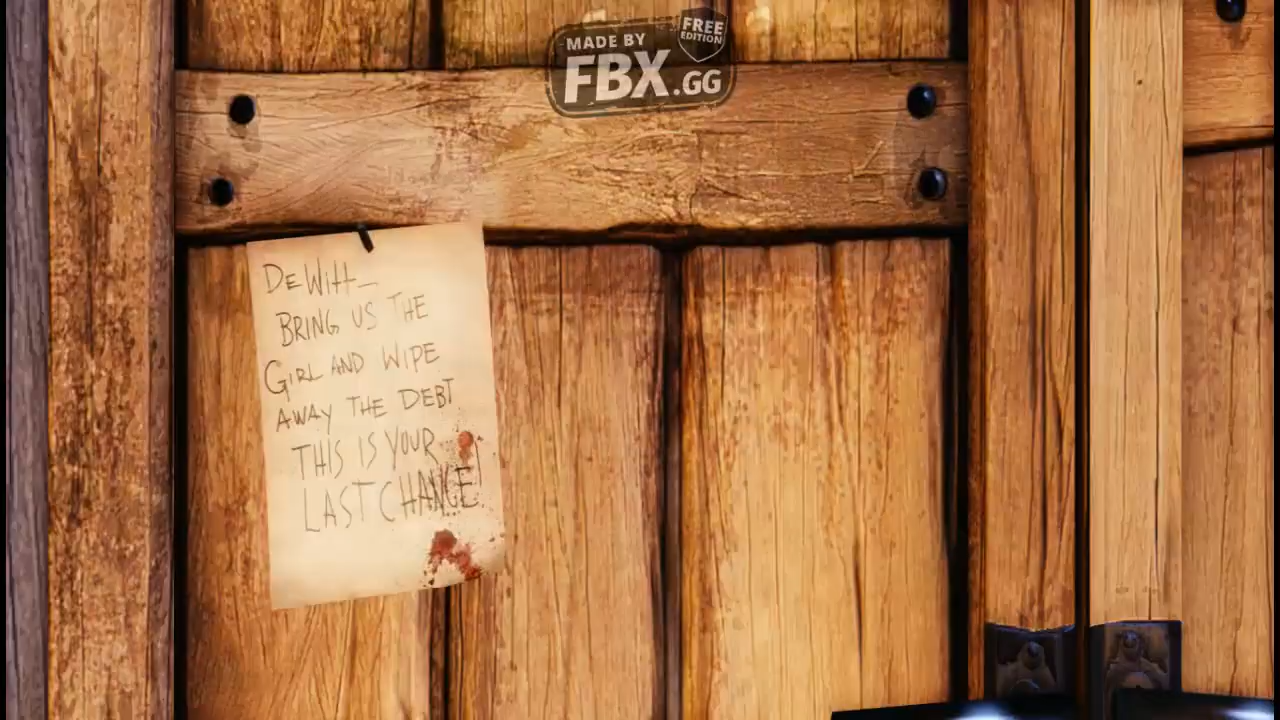 MADE BY
FREE
EDITION
FBX.GG
DeWitt—
BRING US THE
GIRL AND WIPE
AWAY THE DEBT
THIS IS YOUR
LAST CHANCE!